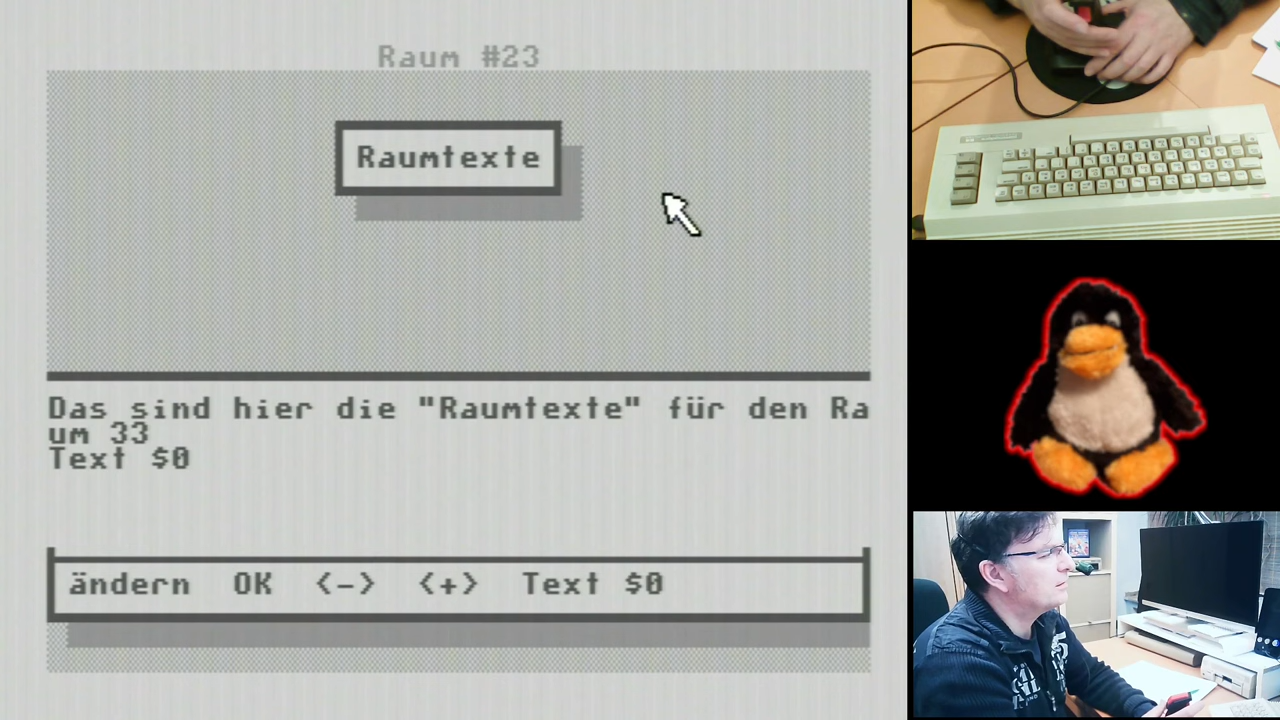 Raum #23
Raumtexte
Das sind hier die "Raumtexte" für den Ra
um 33
Text $0
ändern OK <-> <+> Text $0